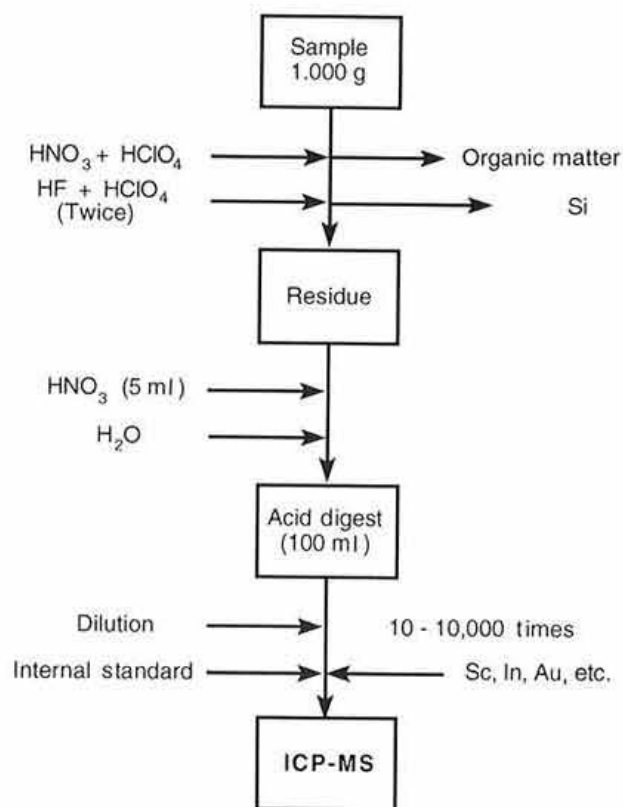 Sample
1.000 g
HNO₃ + HClO₄
Organic matter
HF + HClO₄
(Twice)
Si
Residue
HNO₃ (5 ml)
H₂O
Acid digest
(100 ml)
Dilution
10 - 10,000 times
Internal standard
Sc, In, Au, etc.
ICP-MS